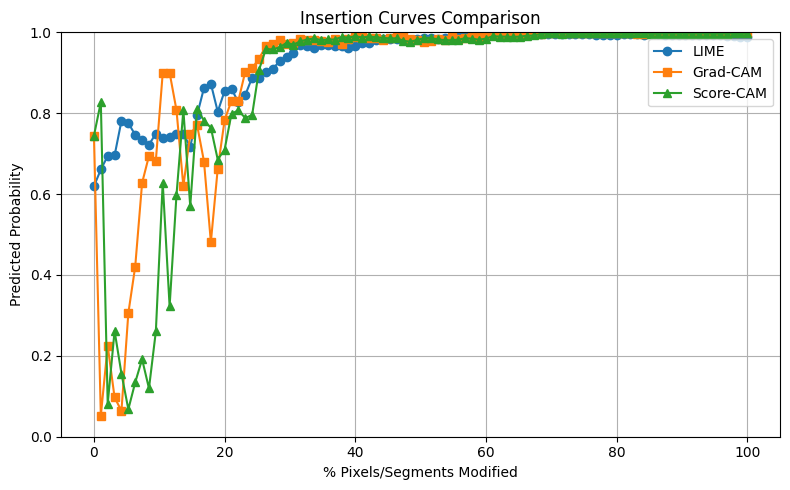 Insertion Curves Comparison
Predicted Probability
1.0
0.8
0.6
0.4
0.2
0.0
LIME
Grad-CAM
Score-CAM
0
20
40
60
80
100
% Pixels/Segments Modified